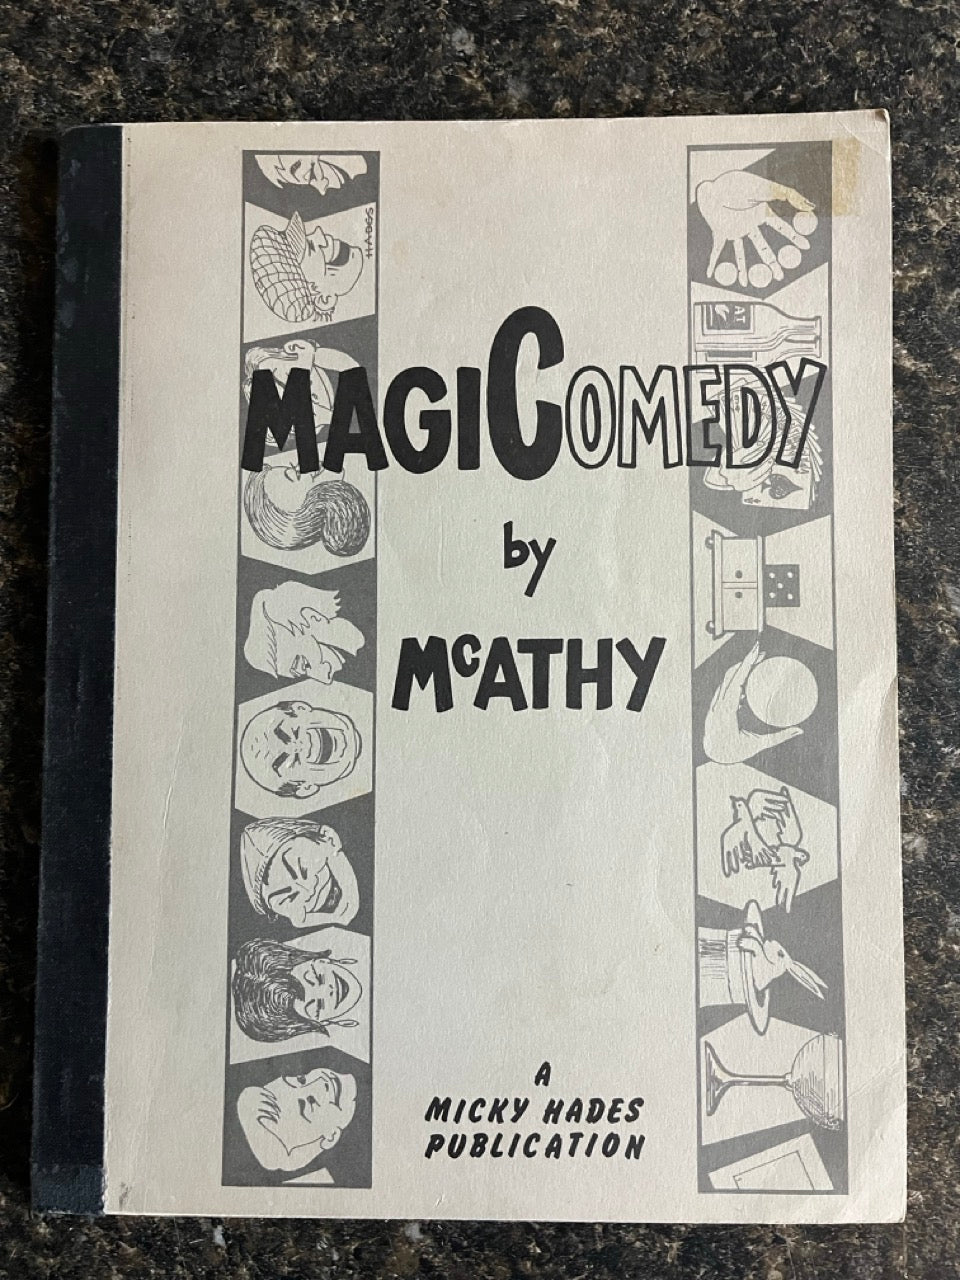 HADES
MAGICOMEDY
by
McATHY
A
MICKY HADES
PUBLICATION